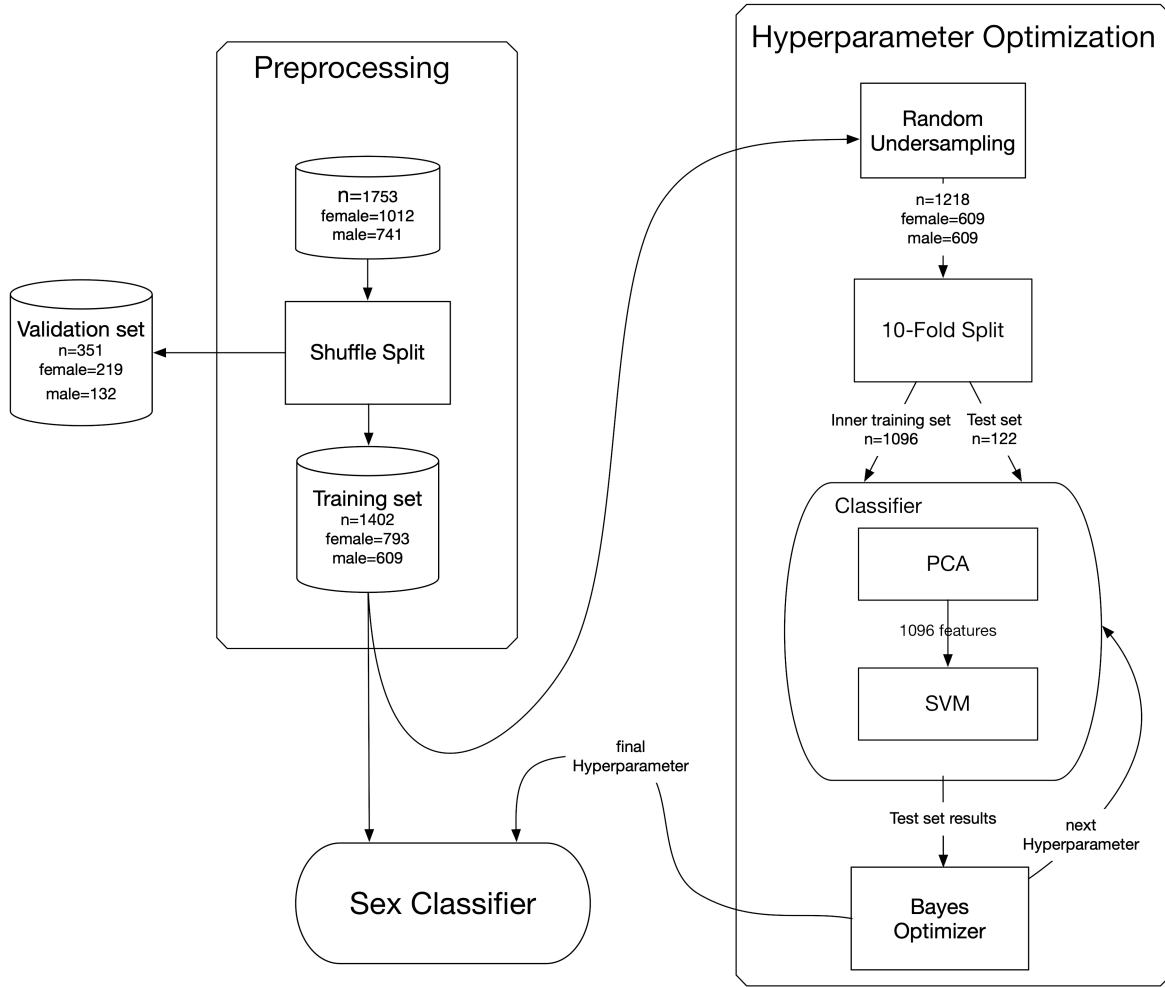 Preprocessing
n=1753
female=1012
male=741
Shuffle Split
Validation set
n=351
female=219
male=132
Training set
n=1402
female=793
male=609
Hyperparameter Optimization
Random
Undersampling
n=1218
female=609
male=609
10-Fold Split
Inner training set
n=1096
Test set
n=122
Classifier
PCA
1096 features
SVM
Test set results
next
Hyperparameter
Bayes
Optimizer
final
Hyperparameter
Sex Classifier